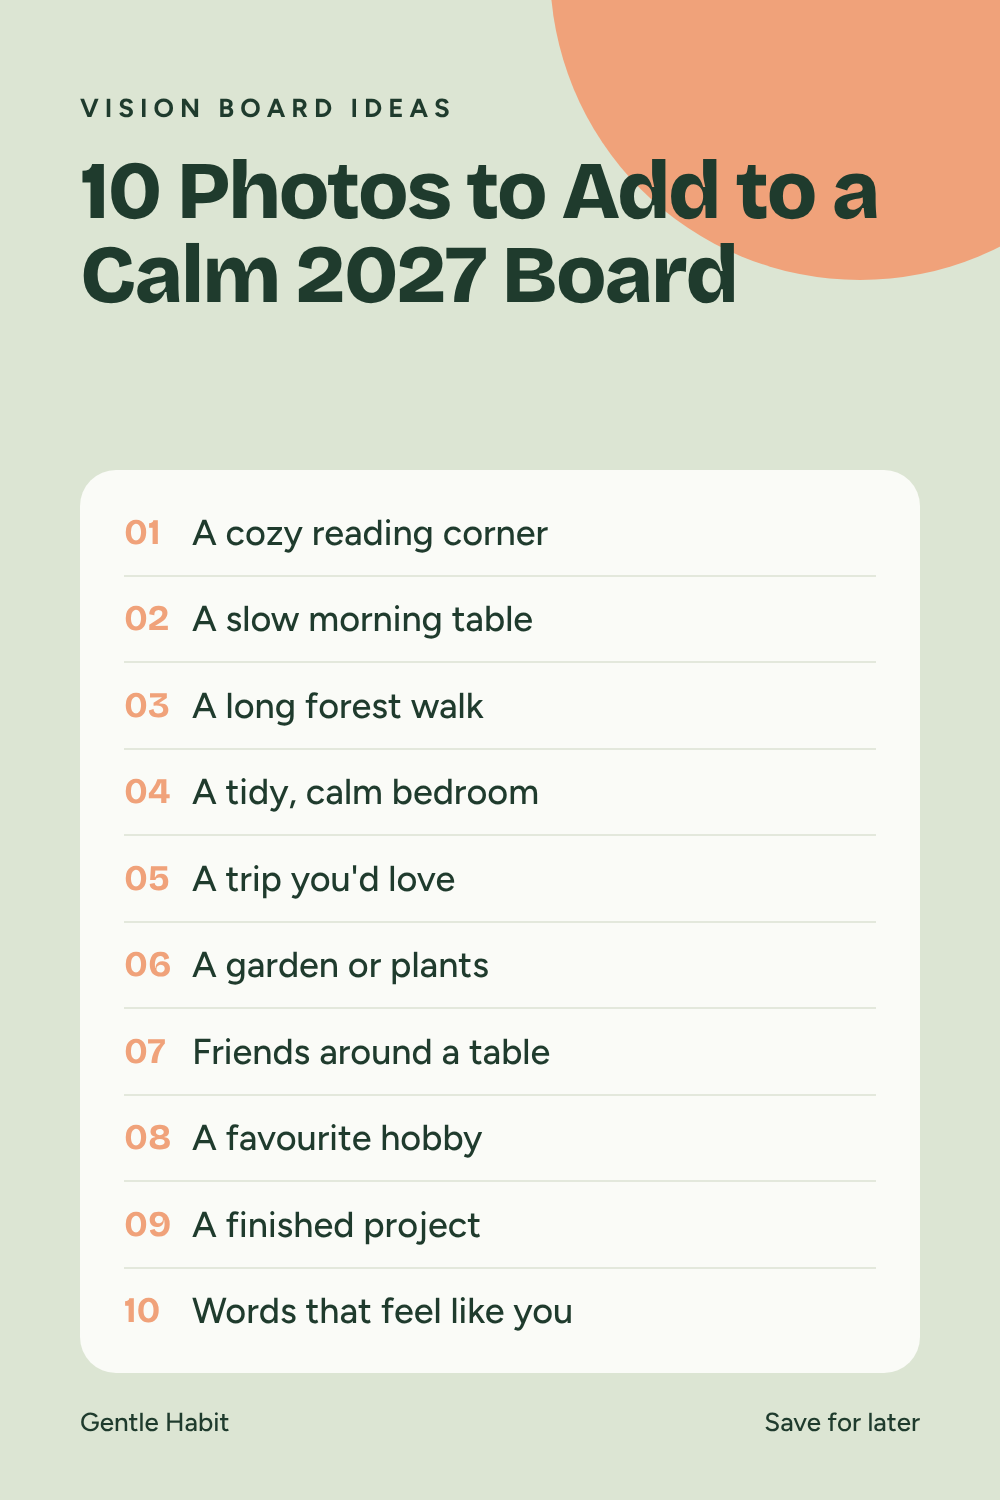 VISION BOARD IDEAS
10 Photos to Add to a
Calm 2027 Board
01 A cozy reading corner
02 A slow morning table
03 A long forest walk
04 A tidy, calm bedroom
05 A trip you'd love
06 A garden or plants
07 Friends around a table
08 A favourite hobby
09 A finished project
10 Words that feel like you
Gentle Habit
Save for later